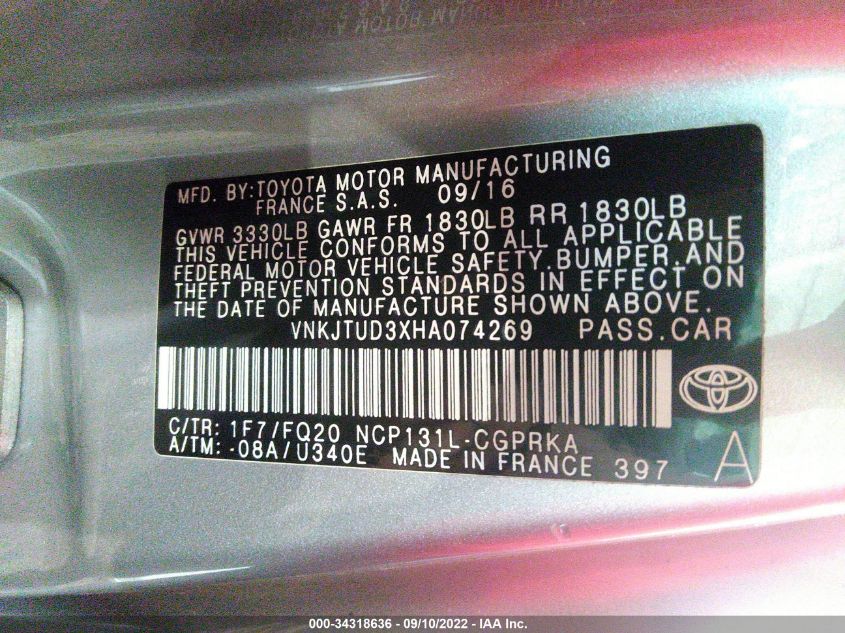 MFD. BY:TOYOTA MOTOR MANUFACTURING
FRANCE S.A.S. 09/16
GVWR 3330LB GAWR FR 1830LB RR 1830LB
THIS VEHICLE CONFORMS TO ALL APPLICABLE
FEDERAL MOTOR VEHICLE SAFETY,BUMPER,AND
THEFT PREVENTION STANDARDS IN EFFECT ON
THE DATE OF MANUFACTURE SHOWN ABOVE.
VNKJTUD3XHA074269 PASS.CAR
C/TR: 1F7/FQ20 NCP131L-CGPRKA
A/TM: -08A/U340E MADE IN FRANCE 397 A
000-34318636 - 09/10/2022 - IAA Inc.